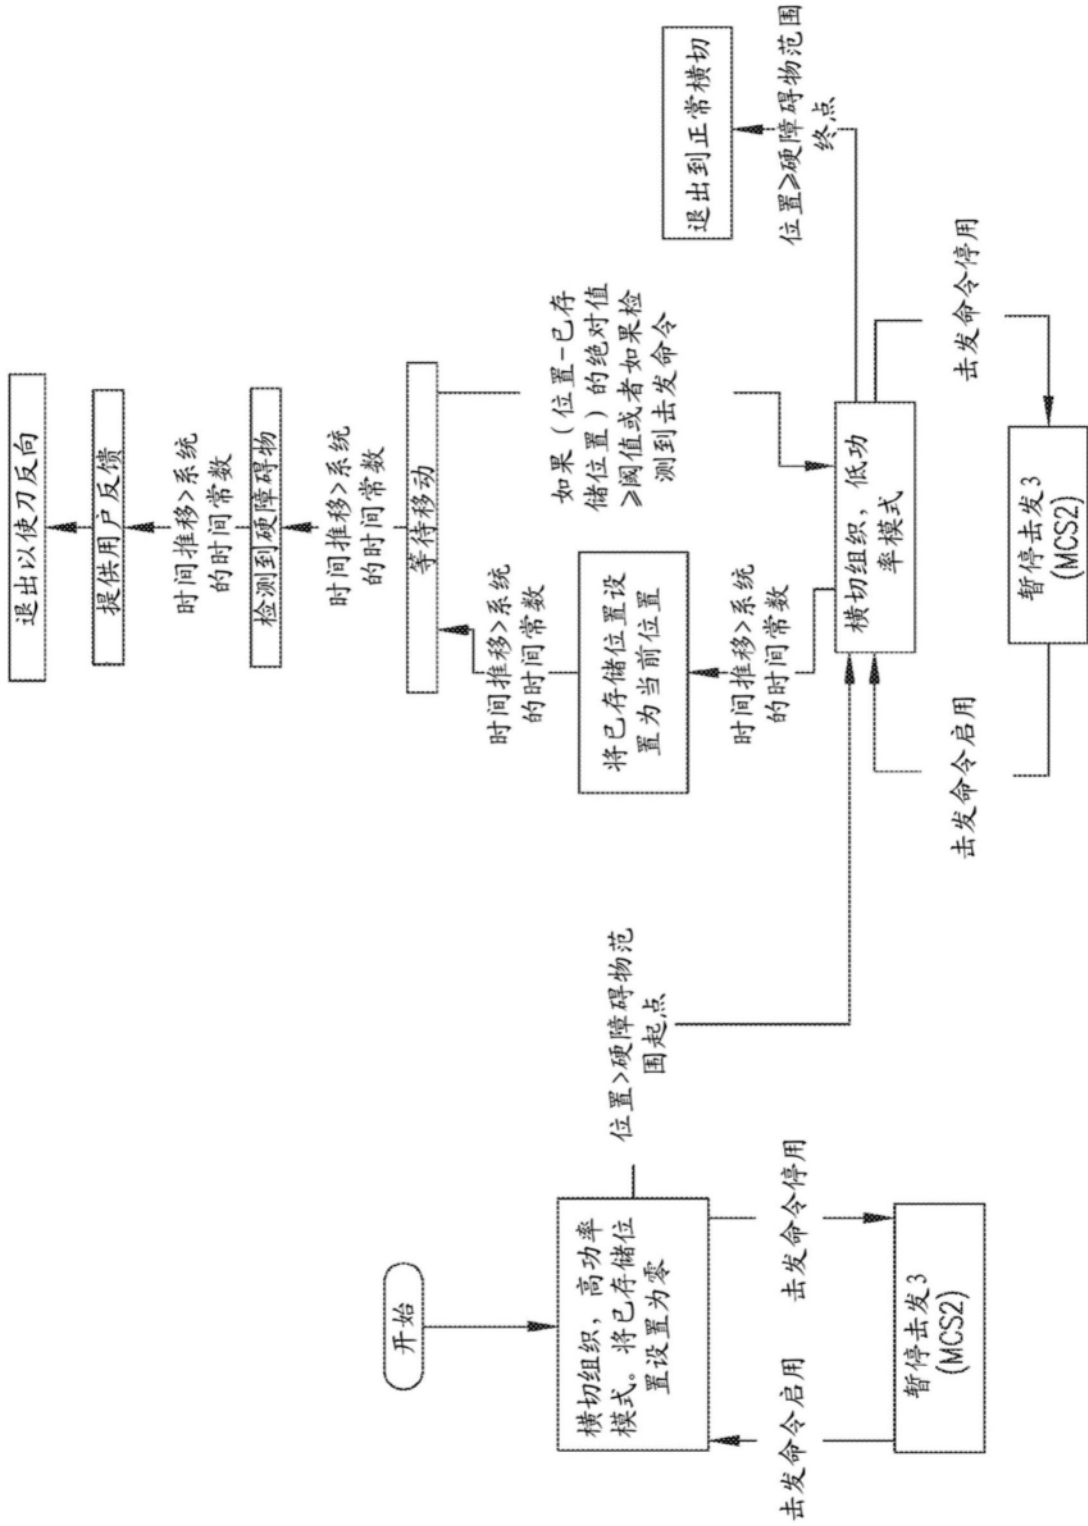 开始
横切组织，高功率
模式。将已存储位
置设置为零
击发命令启用
击发命令停用
暂停击发3
(MCS2)
位置>硬障碍物范
围起点
退出以使刀反向
提供用户反馈
时间推移>系统
的时间常数
检测到硬障碍物
时间推移>系统
的时间常数
等待移动
时间推移>系统
的时间常数
将已存储位置设
置为当前位置
时间推移>系统
的时间常数
如果（位置-已存
储位置）的绝对值
≥阈值或者如果检
测到击发命令
横切组织，低功
率模式
击发命令启用
击发命令停用
暂停击发3
(MCS2)
退出到正常横切
位置≥硬障碍物范围
终点